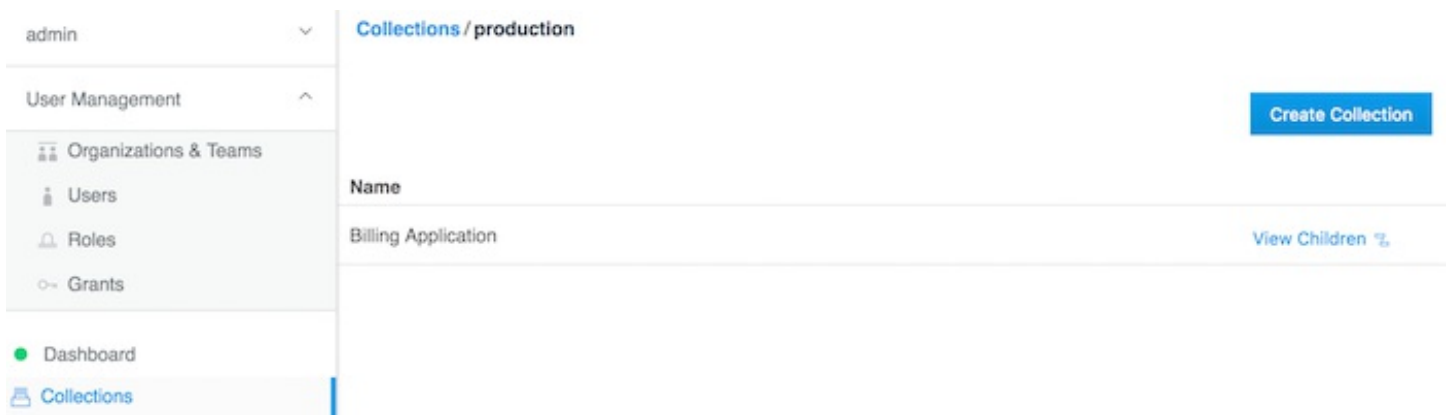 admin
Collections/production
User Management
Create Collection
Organizations & Teams
Users
Name
Roles
Billing Application
View Children
Grants
Dashboard
Collections